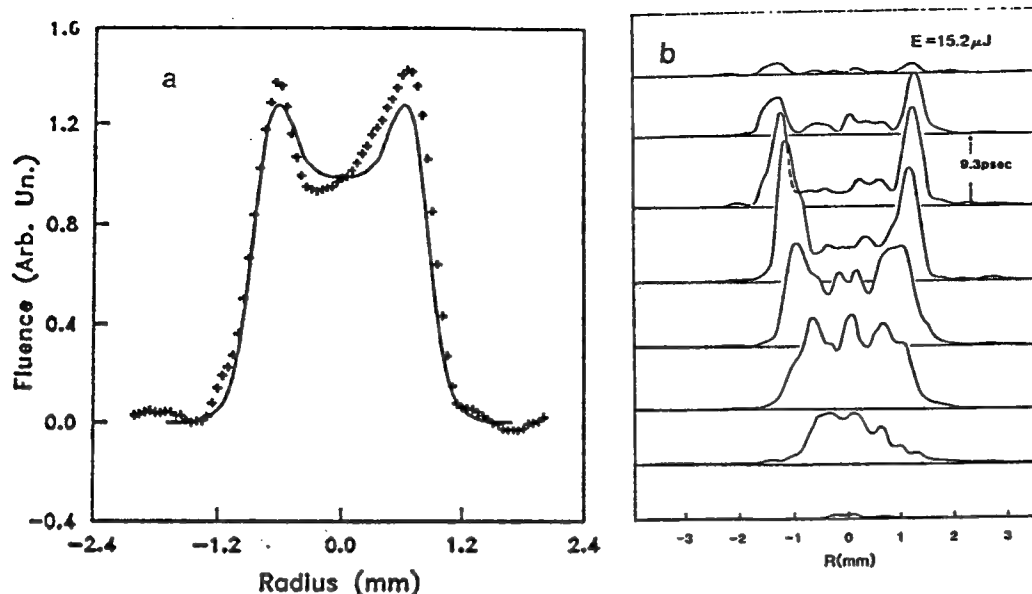 a
Fluence (Arb. Un.)
1.6
1.2
0.8
0.4
0.0
-0.4
-2.4 -1.2 0.0 1.2 2.4
Radius (mm)
b
E = 15.2 μJ
9.3psec
-3 -2 -1 0 1 2 3
R(mm)